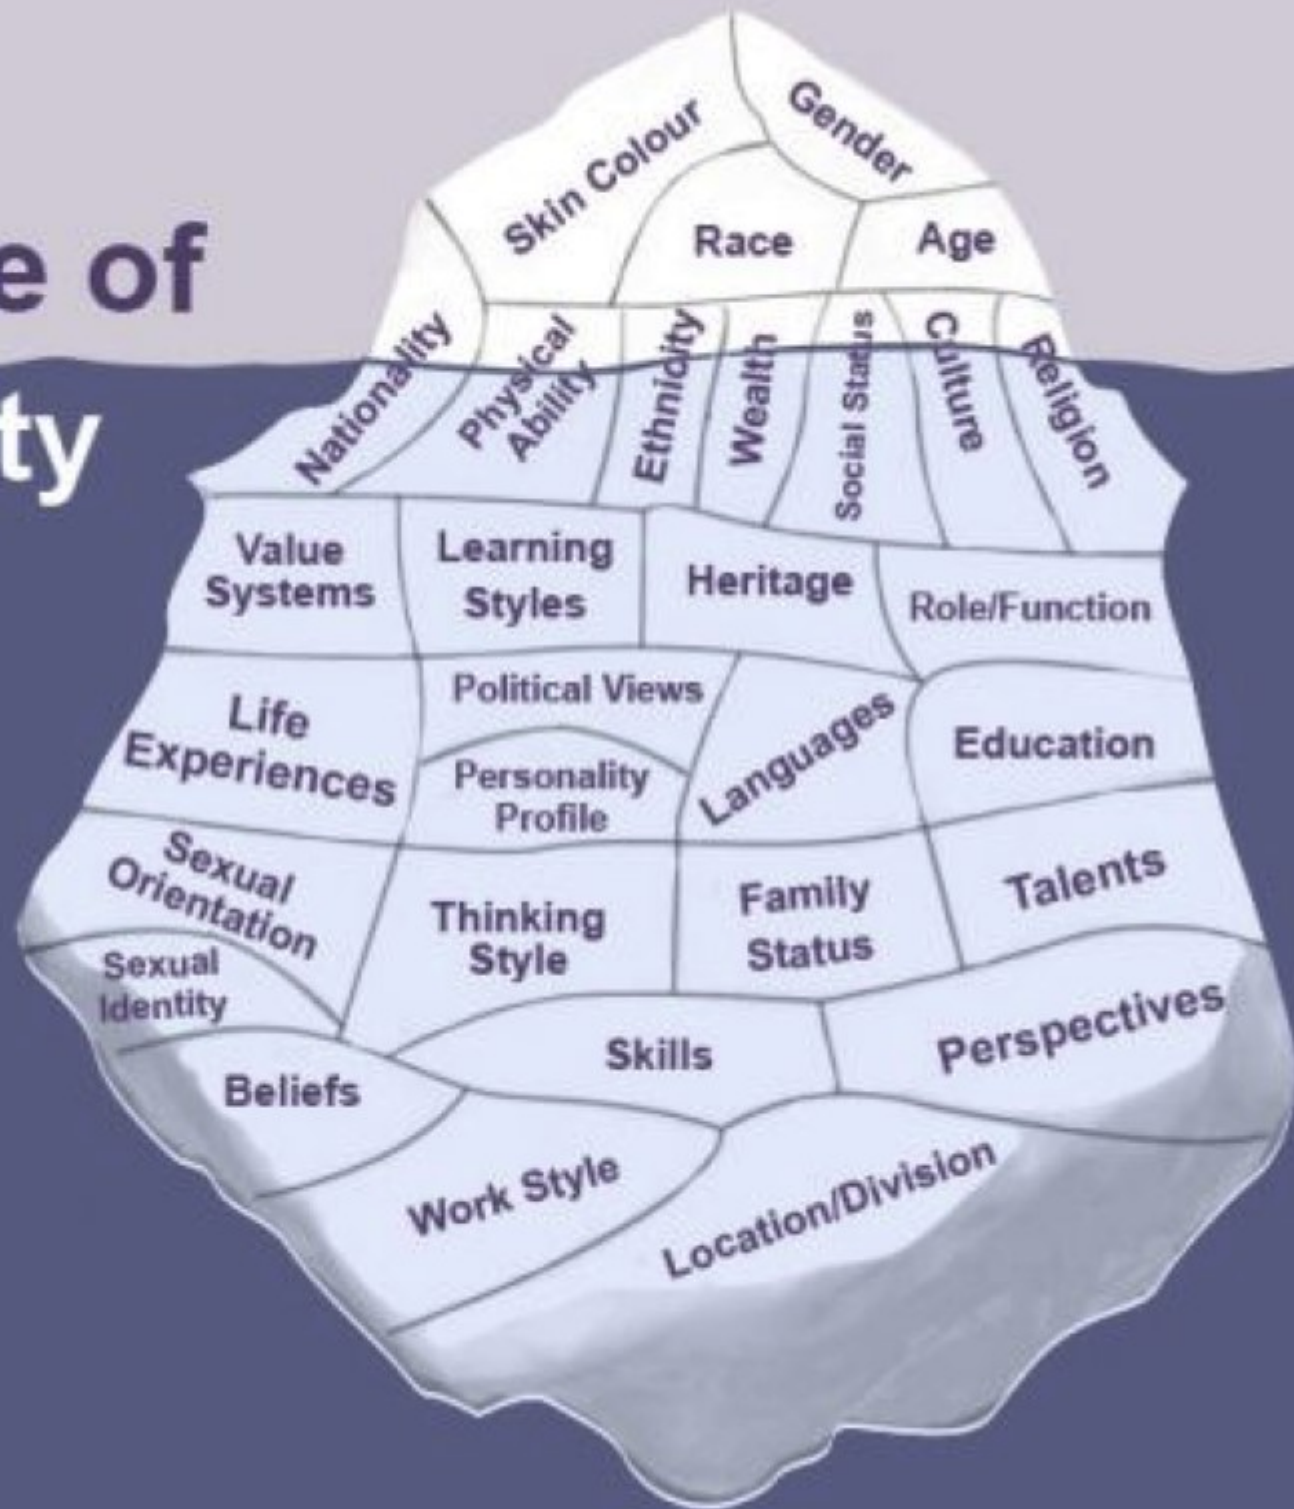 e of
ty
Skin Colour
Gender
Race
Age
Nationality
Physical
Ability
Ethnicity
Wealth
Social Status
Culture
Religion
Value
Systems
Learning
Styles
Heritage
Role/Function
Life
Experiences
Political Views
Personality
Profile
Languages
Education
Sexual
Orientation
Sexual
Identity
Thinking
Style
Family
Status
Talents
Beliefs
Skills
Perspectives
Work Style
Location/Division